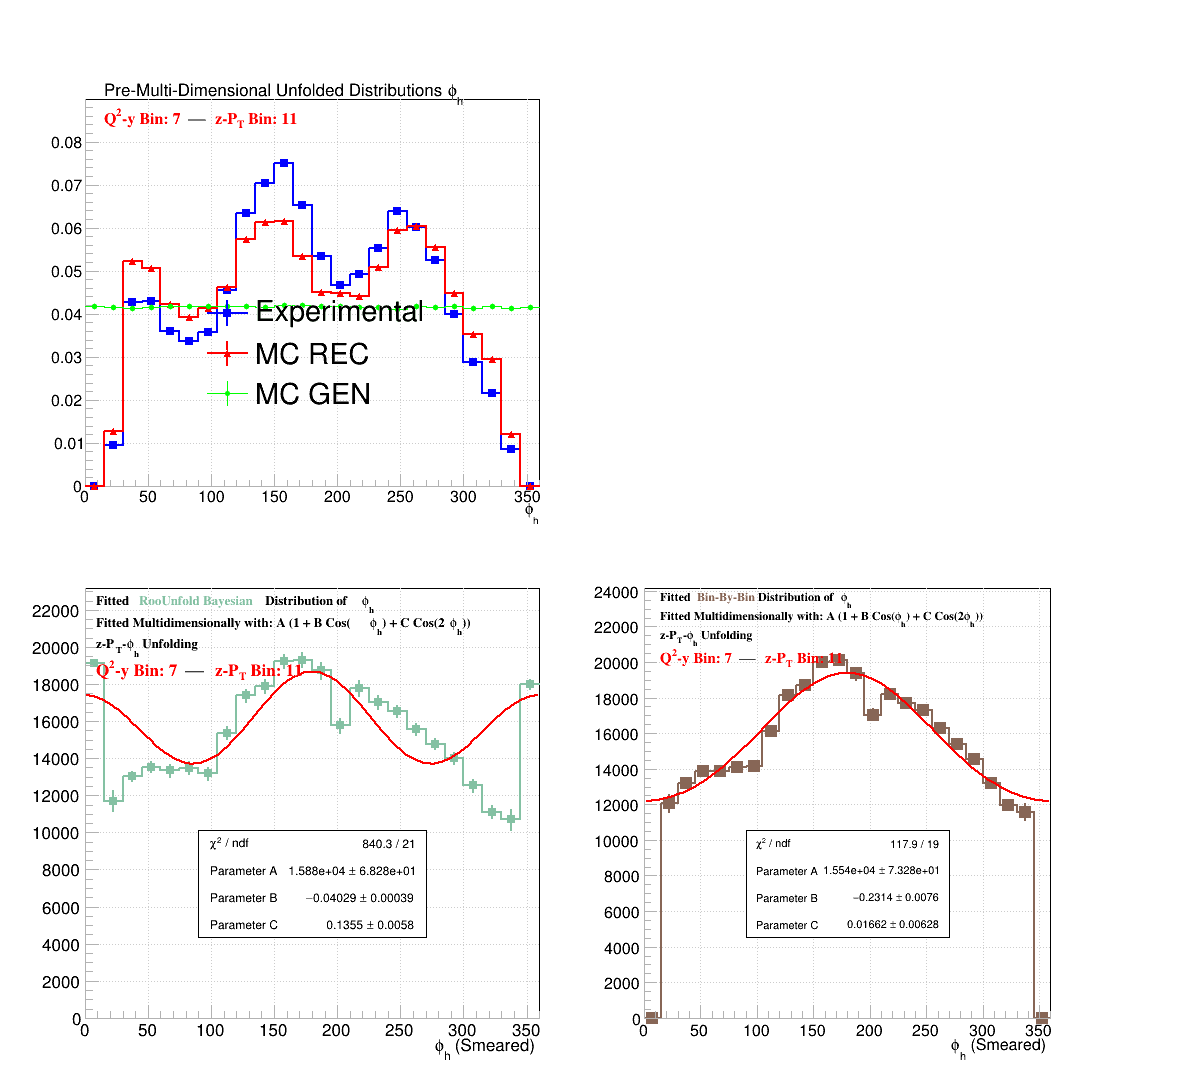 Pre-Multi-Dimensional Unfolded Distributions ϕh
Q²-y Bin: 7 — z-PT Bin: 11
0.08
0.07
0.06
0.05
0.04
0.03
0.02
0.01
0
Experimental
MC REC
MC GEN
0 50 100 150 200 250 300 350
ϕh
Fitted RooUnfold Bayesian Distribution of ϕh
Fitted Multidimensionally with: A (1 + B Cos( ϕh) + C Cos(2 ϕh))
z-PT-ϕh Unfolding
Q²-y Bin: 7 — z-PT Bin: 11
22000
20000
18000
16000
14000
12000
10000
8000
6000
4000
2000
0
χ² / ndf 840.3 / 21
Parameter A 1.588e+04 ± 6.828e+01
Parameter B −0.04029 ± 0.00039
Parameter C 0.1355 ± 0.0058
0 50 100 150 200 250 300 350
ϕh (Smeared)
Fitted Bin-By-Bin Distribution of ϕh
Fitted Multidimensionally with: A (1 + B Cos(ϕh) + C Cos(2ϕh))
z-PT-ϕh Unfolding
Q²-y Bin: 7 — z-PT Bin: 11
24000
22000
20000
18000
16000
14000
12000
10000
8000
6000
4000
2000
0
χ² / ndf 117.9 / 19
Parameter A 1.554e+04 ± 7.328e+01
Parameter B −0.2314 ± 0.0076
Parameter C 0.01662 ± 0.00628
0 50 100 150 200 250 300 350
ϕh (Smeared)